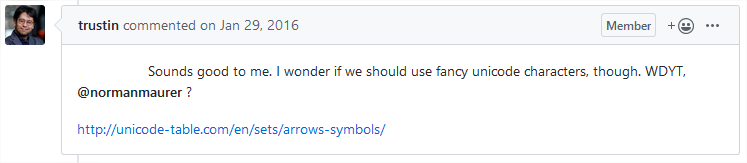 trustin commented on Jan 29, 2016 Member
Sounds good to me. I wonder if we should use fancy unicode characters, though. WDYT,
@normanmaurer ?
http://unicode-table.com/en/sets/arrows-symbols/